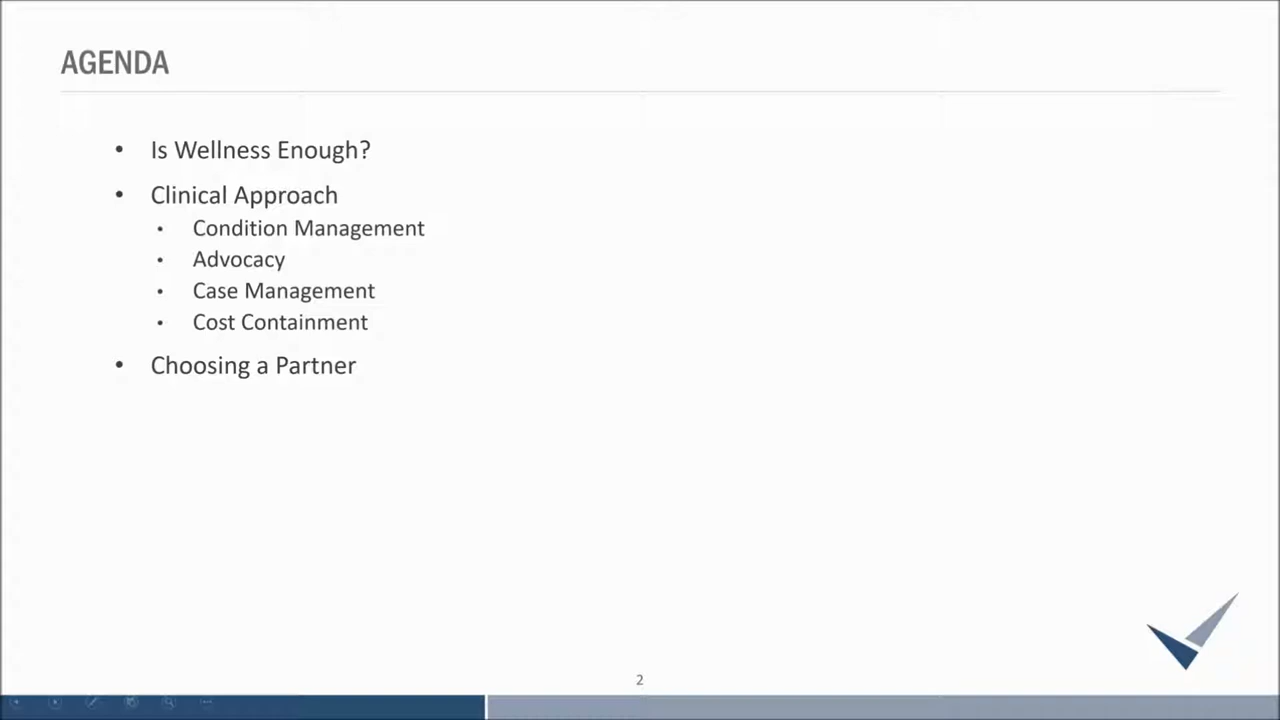 AGENDA
• Is Wellness Enough?
• Clinical Approach
• Condition Management
• Advocacy
• Case Management
• Cost Containment
• Choosing a Partner
2